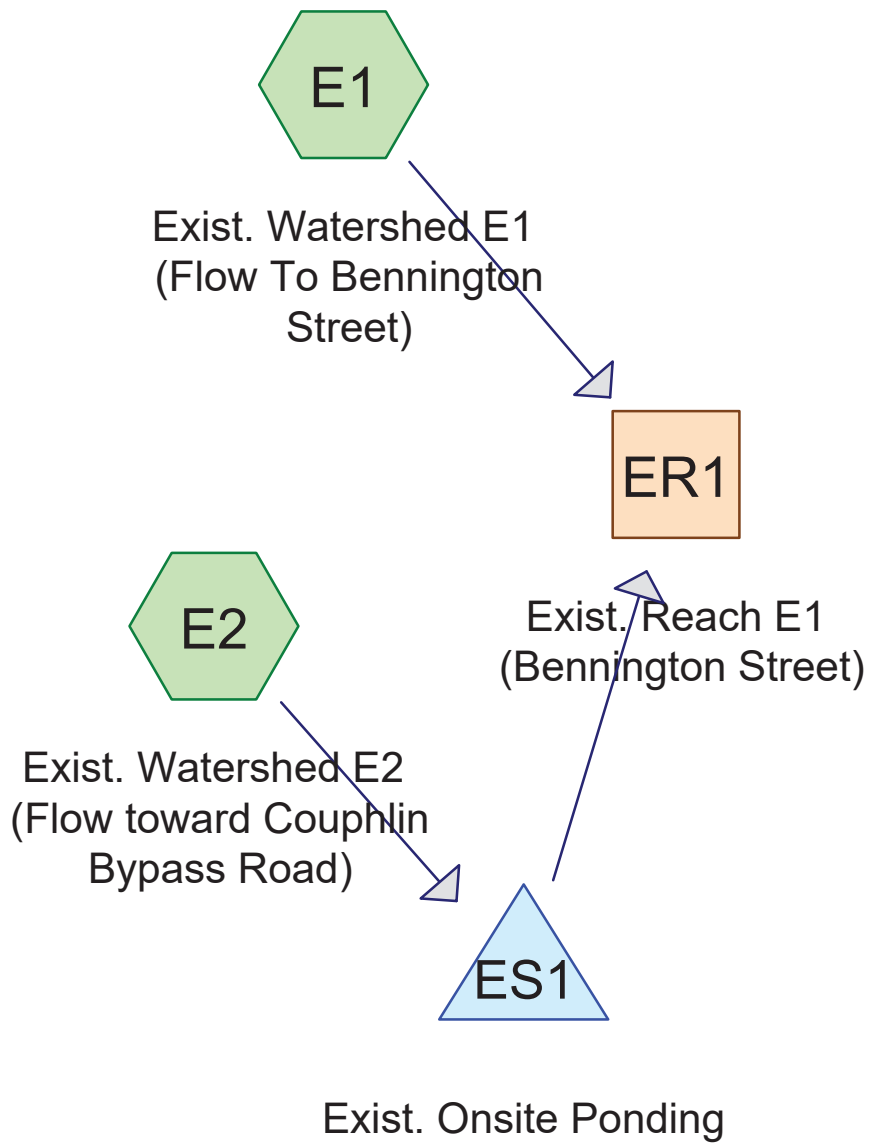 E1
Exist. Watershed E1
(Flow To Bennington
Street)
ER1
Exist. Reach E1
(Bennington Street)
E2
Exist. Watershed E2
(Flow toward Couphlin
Bypass Road)
ES1
Exist. Onsite Ponding